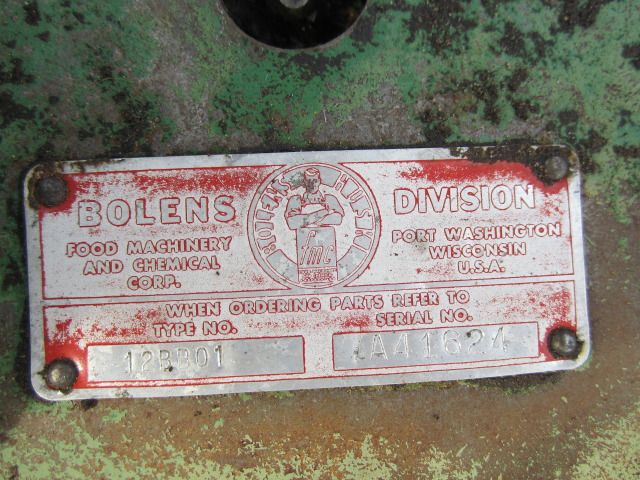 BOLENS DIVISION
BOLENS HUSKI
FMC
FOOD MACHINERY
AND CHEMICAL
CORP.
PORT WASHINGTON
WISCONSIN
U.S.A.
WHEN ORDERING PARTS REFER TO
TYPE NO. SERIAL NO.
12BB01 AA41624